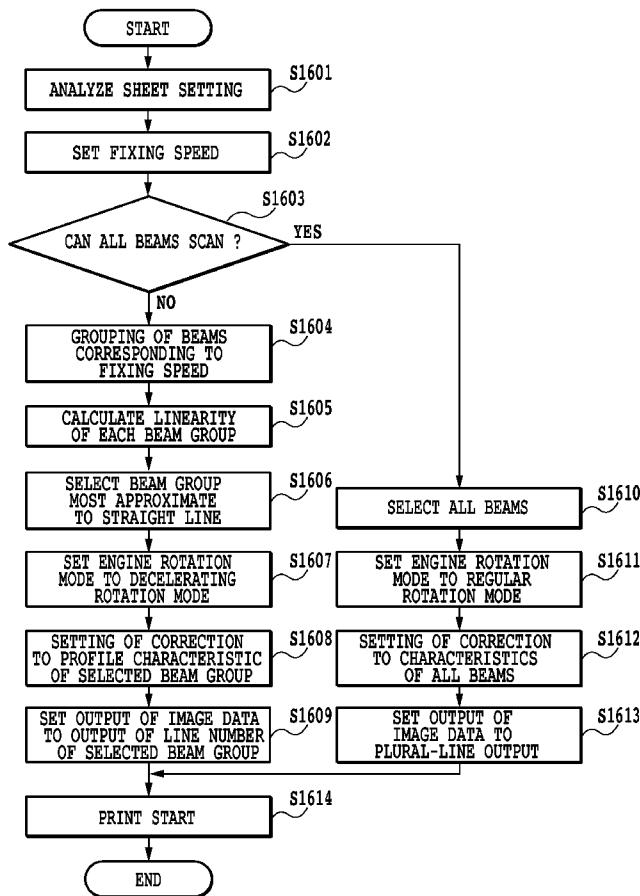 START
S1601
ANALYZE SHEET SETTING
S1602
SET FIXING SPEED
S1603
CAN ALL BEAMS SCAN ?
YES
NO
S1604
GROUPING OF BEAMS
CORRESPONDING TO
FIXING SPEED
S1605
CALCULATE LINEARITY
OF EACH BEAM GROUP
S1606
SELECT BEAM GROUP
MOST APPROXIMATE
TO STRAIGHT LINE
S1610
SELECT ALL BEAMS
S1607
SET ENGINE ROTATION
MODE TO DECELERATING
ROTATION MODE
S1611
SET ENGINE ROTATION
MODE TO REGULAR
ROTATION MODE
S1608
SETTING OF CORRECTION
TO PROFILE CHARACTERISTIC
OF SELECTED BEAM GROUP
S1612
SETTING OF CORRECTION
TO CHARACTERISTICS
OF ALL BEAMS
S1609
SET OUTPUT OF IMAGE DATA
TO OUTPUT OF LINE NUMBER
OF SELECTED BEAM GROUP
S1613
SET OUTPUT OF
IMAGE DATA TO
PLURAL-LINE OUTPUT
S1614
PRINT START
END